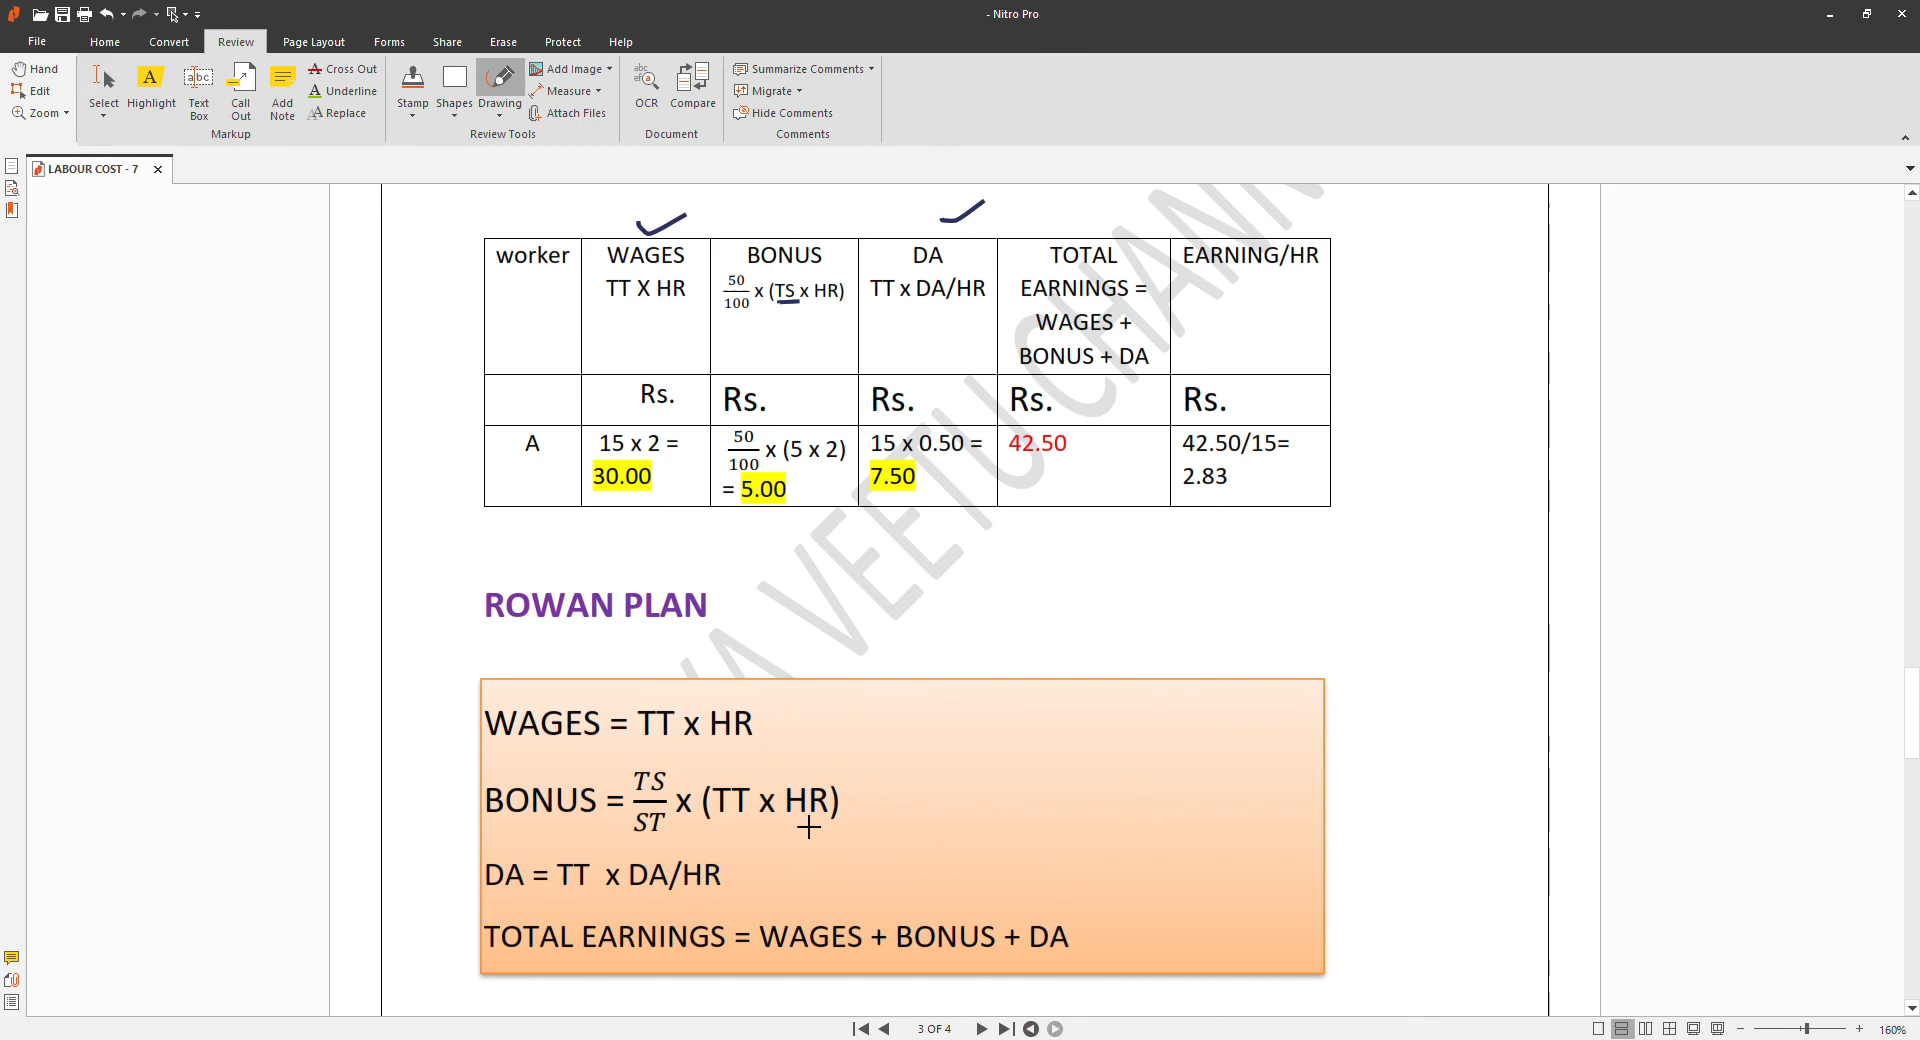 - Nitro Pro
File Home Convert Review Page Layout Forms Share Erase Protect Help
Hand
Edit
Zoom
Select
Highlight
Text Box
Call Out
Add Note
Cross Out
Underline
Replace
Markup
Stamp
Shapes
Drawing
Add Image
Measure
Attach Files
Review Tools
OCR
Compare
Document
Summarize Comments
Migrate
Hide Comments
Comments
LABOUR COST - 7
A VEETU CHANN
worker WAGES BONUS DA TOTAL EARNING/HR
TT X HR 50/100 x (TS x HR) TT x DA/HR EARNINGS =
WAGES +
BONUS + DA
Rs. Rs. Rs. Rs. Rs.
A 15 x 2 = 50/100 x (5 x 2) 15 x 0.50 = 42.50 42.50/15=
30.00 = 5.00 7.50 2.83
ROWAN PLAN
WAGES = TT x HR
BONUS = TS/ST x (TT x HR)
DA = TT x DA/HR
TOTAL EARNINGS = WAGES + BONUS + DA
3 OF 4
160%